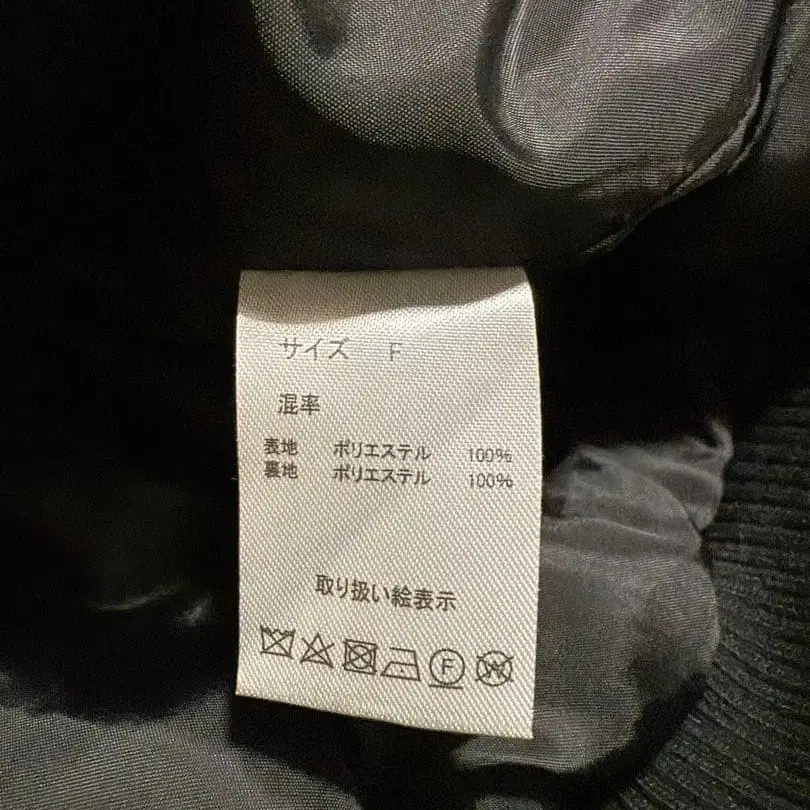 サイズ F
混率
表地 ポリエステル 100%
裏地 ポリエステル 100%
取り扱い絵表示
F W